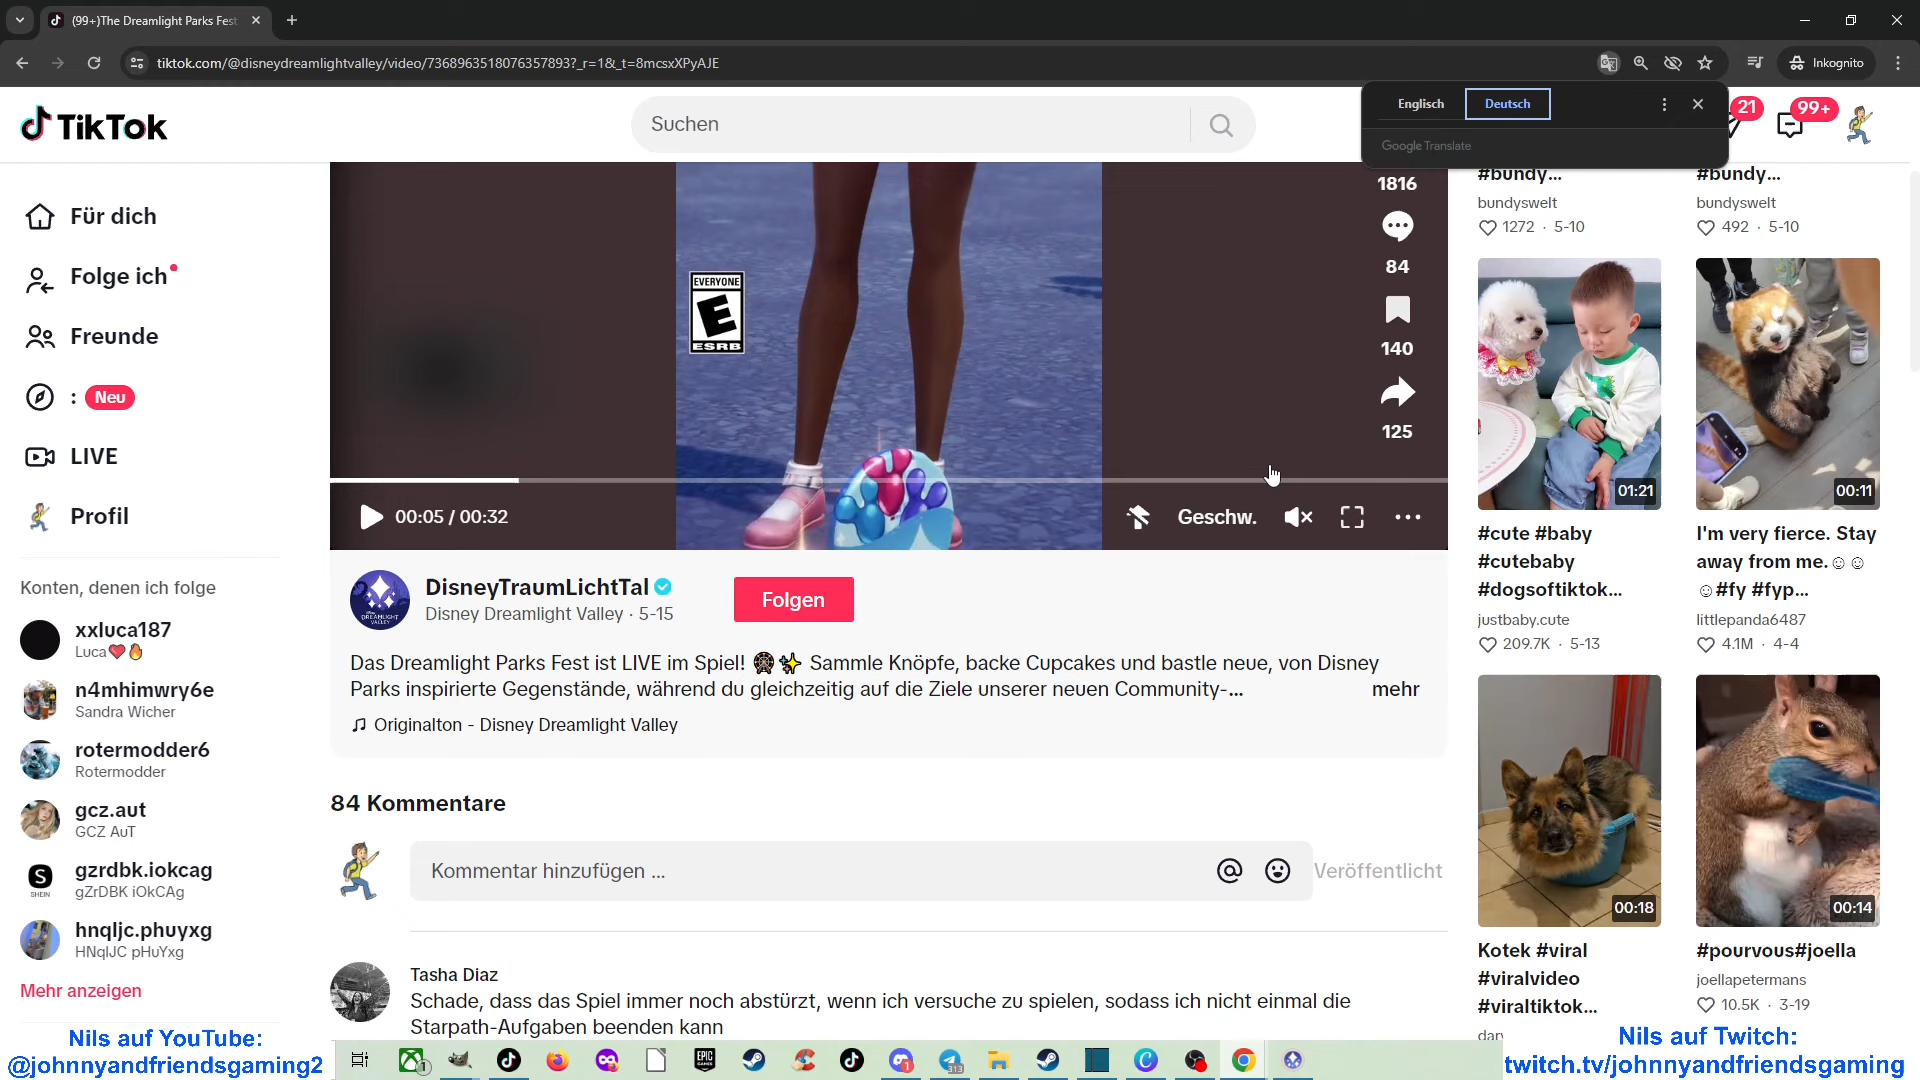 (99+)The Dreamlight Parks Fest
tiktok.com/@disneydreamlightvalley/video/7368963518076357893?_r=1&_t=8mcsxXPyAJE
Inkognito
Englisch
Deutsch
Google Translate
TikTok
Suchen
21
99+
Für dich
Folge ich
Freunde
:
Neu
LIVE
Profil
Konten, denen ich folge
xxluca187
Luca❤️🔥
n4mhimwry6e
Sandra Wicher
rotermodder6
Rotermodder
gcz.aut
GCZ AuT
gzrdbk.iokcag
gZrDBK iOkCAg
SHEIN
hnqljc.phuyxg
HNqlJC pHuYxg
Mehr anzeigen
EVERYONE
E
ESRB
1816
84
140
125
00:05 / 00:32
Geschw.
DisneyTraumLichtTal
Disney Dreamlight Valley · 5-15
Folgen
Das Dreamlight Parks Fest ist LIVE im Spiel! 🎡✨ Sammle Knöpfe, backe Cupcakes und bastle neue, von Disney
Parks inspirierte Gegenstände, während du gleichzeitig auf die Ziele unserer neuen Community-...
mehr
♫ Originalton - Disney Dreamlight Valley
84 Kommentare
Kommentar hinzufügen ...
Veröffentlicht
Tasha Diaz
Schade, dass das Spiel immer noch abstürzt, wenn ich versuche zu spielen, sodass ich nicht einmal die
Starpath-Aufgaben beenden kann
#bundy...
bundyswelt
1272 · 5-10
#bundy...
bundyswelt
492 · 5-10
01:21
#cute #baby
#cutebaby
#dogsoftiktok...
justbaby.cute
209.7K · 5-13
00:11
I'm very fierce. Stay
away from me.☺☺
☺#fy #fyp...
littlepanda6487
4.1M · 4-4
00:18
Kotek #viral
#viralvideo
#viraltiktok...
00:14
#pourvous#joella
joellapetermans
10.5K · 3-19
Nils auf YouTube:
@johnnyandfriendsgaming2
EPIC
GAMES
313
Nils auf Twitch:
twitch.tv/johnnyandfriendsgaming